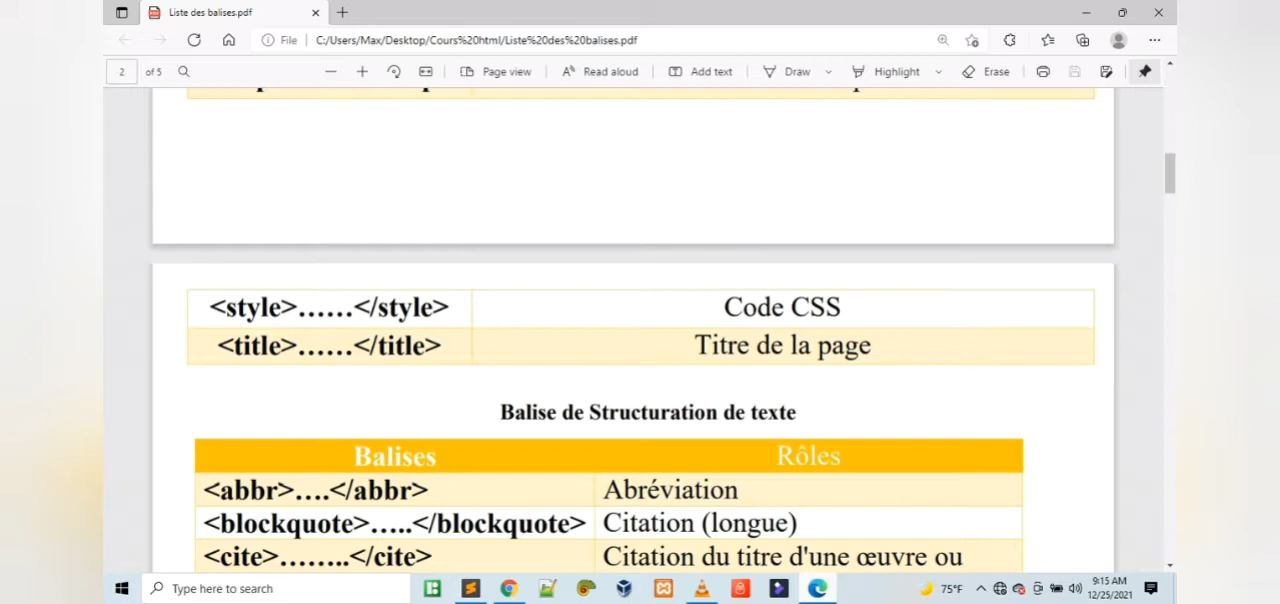 Liste des balises.pdf
File
C:/Users/Max/Desktop/Cours%20html/Liste%20des%20balises.pdf
2 of 5
Page view
Read aloud
Add text
Draw
Highlight
Erase
<style>……</style> Code CSS
<title>……</title> Titre de la page
Balise de Structuration de texte
Balises Rôles
<abbr>….</abbr> Abréviation
<blockquote>…..</blockquote> Citation (longue)
<cite>……..</cite> Citation du titre d'une œuvre ou
Type here to search
75°F
9:15 AM
12/25/2021